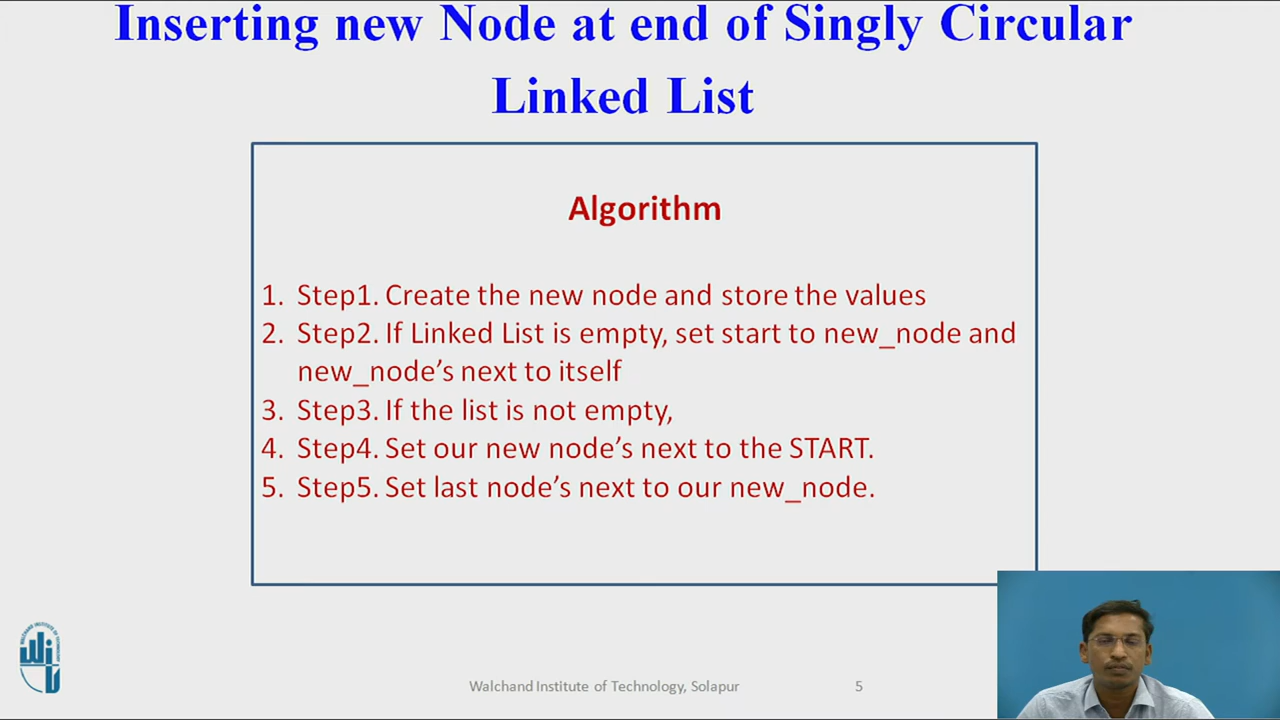 Inserting new Node at end of Singly Circular
Linked List
Algorithm
1. Step1. Create the new node and store the values
2. Step2. If Linked List is empty, set start to new_node and
new_node’s next to itself
3. Step3. If the list is not empty,
4. Step4. Set our new node’s next to the START.
5. Step5. Set last node’s next to our new_node.
Walchand Institute of Technology, Solapur 5